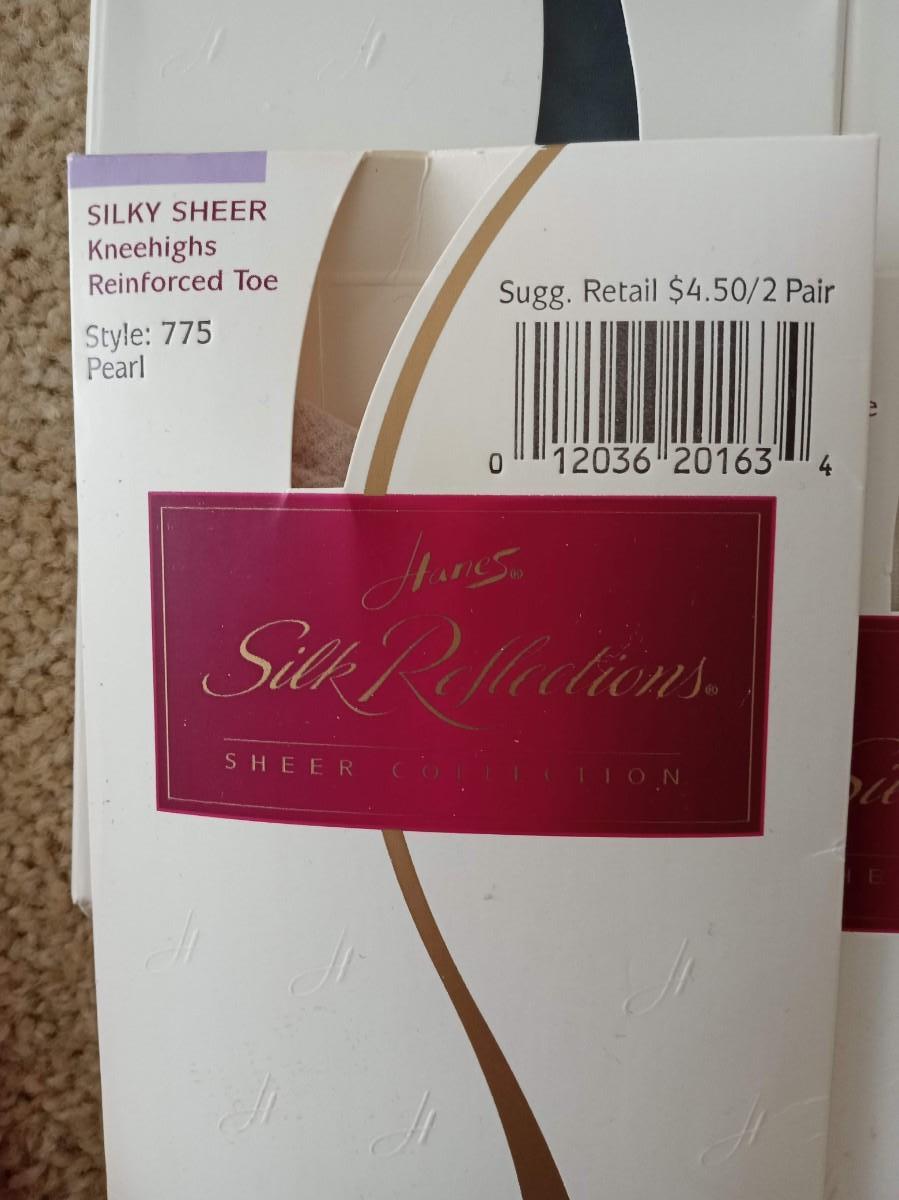 SILKY SHEER
Kneehighs
Reinforced Toe
Style: 775
Pearl
Sugg. Retail $4.50/2 Pair
0 12036 20163 4
Hanes®
Silk Reflections®
SHEER COLLECTION